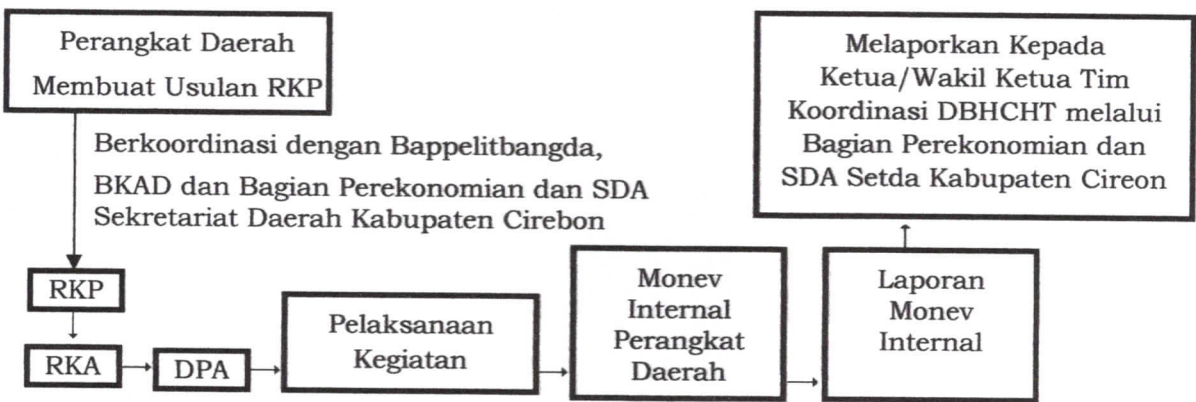 Perangkat Daerah
Membuat Usulan RKP
Berkoordinasi dengan Bappelitbangda,
BKAD dan Bagian Perekonomian dan SDA
Sekretariat Daerah Kabupaten Cirebon
RKP
RKA
DPA
Pelaksanaan
Kegiatan
Monev
Internal
Perangkat
Daerah
Laporan
Monev
Internal
Melaporkan Kepada
Ketua/Wakil Ketua Tim
Koordinasi DBHCHT melalui
Bagian Perekonomian dan
SDA Setda Kabupaten Cireon